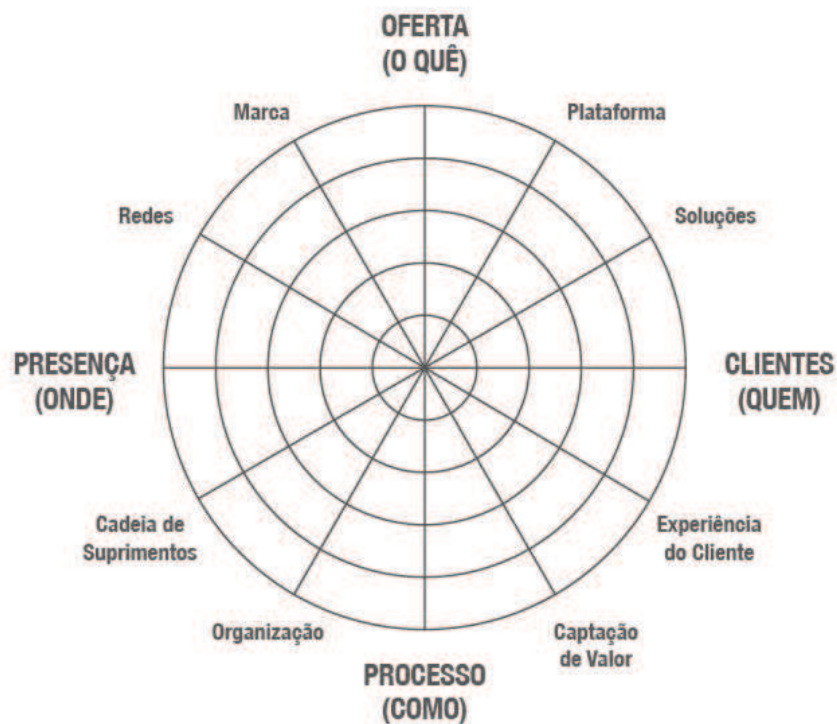 OFERTA
(O QUÊ)
Marca
Plataforma
Redes
Soluções
PRESENÇA
(ONDE)
CLIENTES
(QUEM)
Cadeia de
Suprimentos
Experiência
do Cliente
Organização
Captação
de Valor
PROCESSO
(COMO)